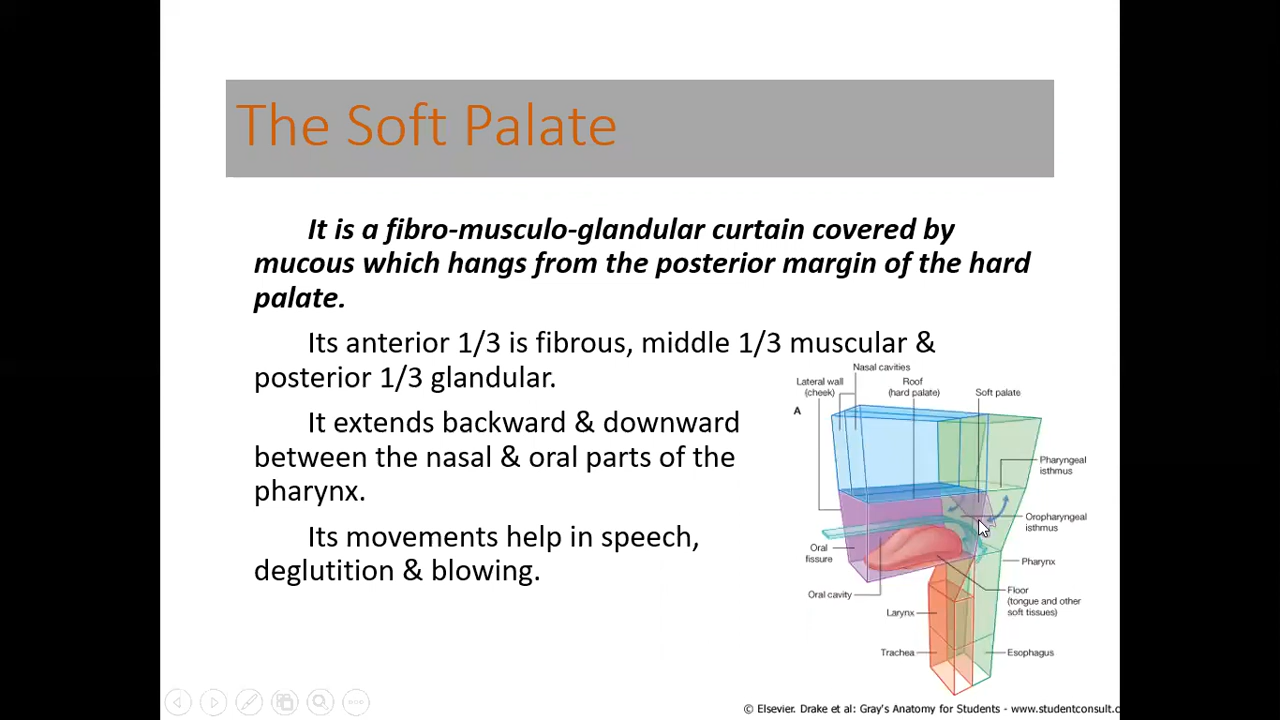 The Soft Palate
It is a fibro-musculo-glandular curtain covered by
mucous which hangs from the posterior margin of the hard
palate.
Its anterior 1/3 is fibrous, middle 1/3 muscular &
posterior 1/3 glandular.
It extends backward & downward
between the nasal & oral parts of the
pharynx.
Its movements help in speech,
deglutition & blowing.
Nasal cavities
Lateral wall
(cheek)
Roof
(hard palate)
Soft palate
A
Pharyngeal
isthmus
Oropharyngeal
isthmus
Oral
fissure
Pharynx
Oral cavity
Floor
(tongue and other
soft tissues)
Larynx
Trachea
Esophagus
© Elsevier. Drake et al: Gray's Anatomy for Students - www.studentconsult.c